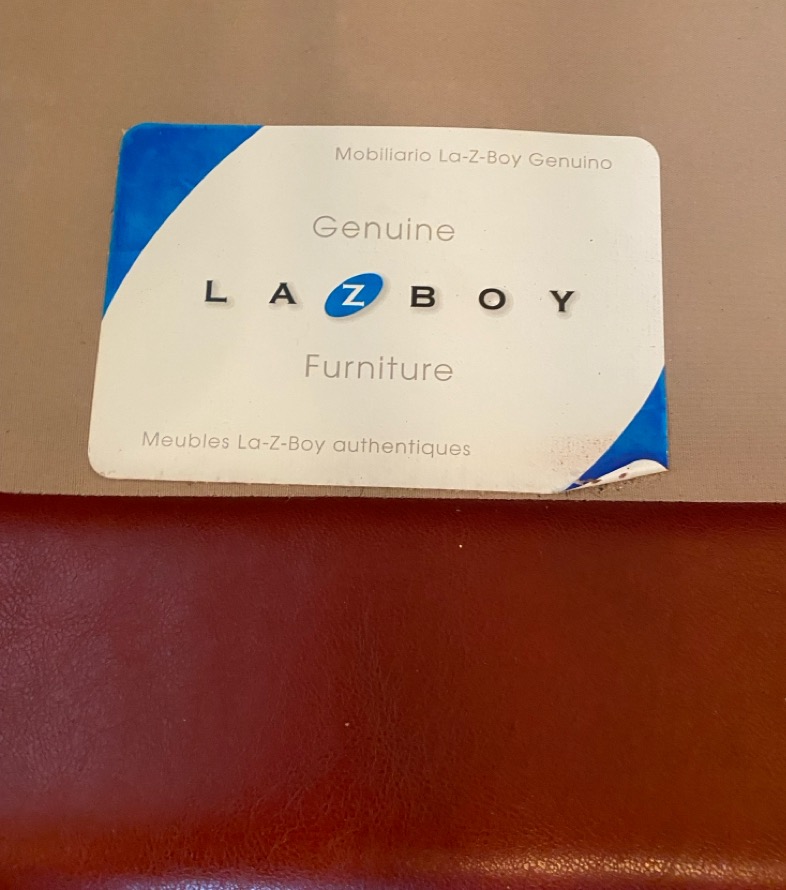 Mobiliario La-Z-Boy Genuino
Genuine
LAZBOY
Furniture
Meubles La-Z-Boy authentiques